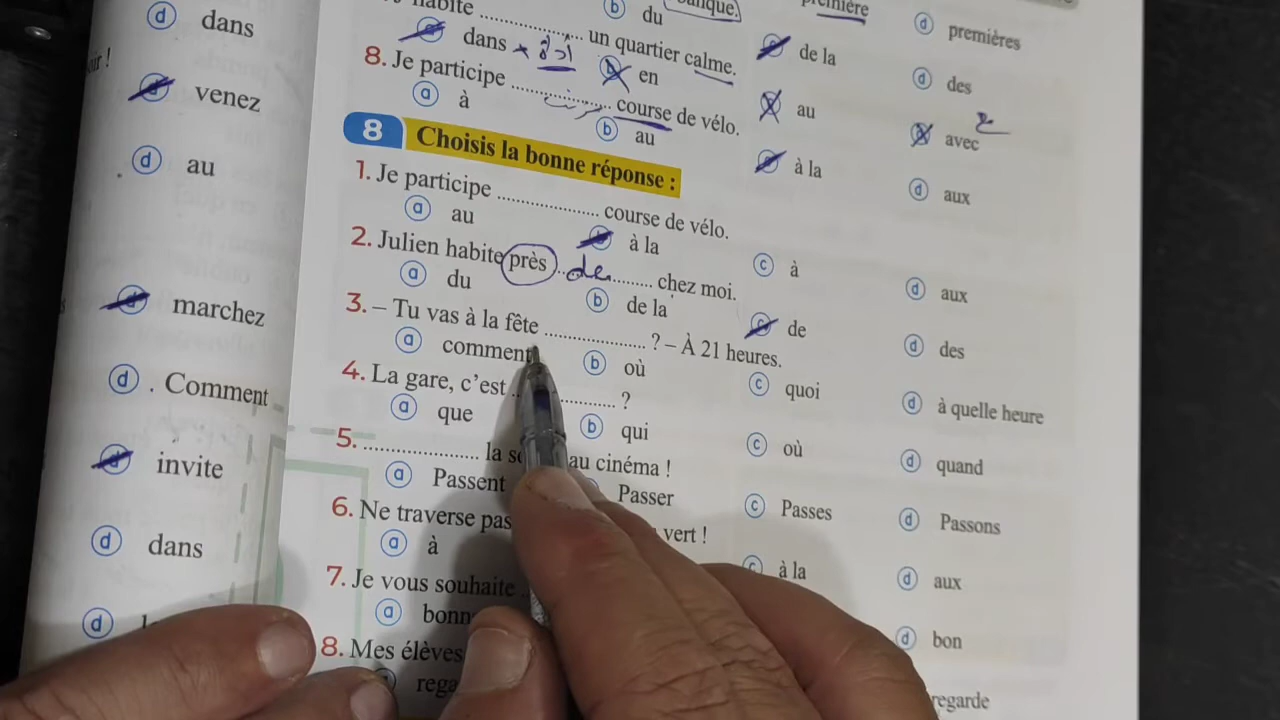 habite .................... un quartier calme.
ⓐ dans ⓑ en ⓒ au ⓓ avec
8. Je participe .................... course de vélo.
ⓐ à ⓑ au ⓒ à la ⓓ aux
8 Choisis la bonne réponse :
1. Je participe .................... course de vélo.
ⓐ au ⓑ à la ⓒ à ⓓ aux
2. Julien habite près de chez moi.
ⓐ du ⓑ de la ⓒ de ⓓ des
3. – Tu vas à la fête .................... ? – À 21 heures.
ⓐ comment ⓑ où ⓒ quoi ⓓ à quelle heure
4. La gare, c'est .................... ?
ⓐ que ⓑ qui ⓒ où ⓓ quand
5. .................... la au cinéma !
ⓐ Passent Passer ⓒ Passes ⓓ Passons
6. Ne traverse pas vert !
ⓐ à à la ⓓ aux
7. Je vous souhaite
ⓐ ⓓ bon
8. Mes élèves
regarde
ⓑ du de la ⓓ des
banque.
première
ⓓ premières
ⓓ dans
venez
ⓓ au
marchez
ⓓ . Comment
invite
ⓓ dans
ⓓ